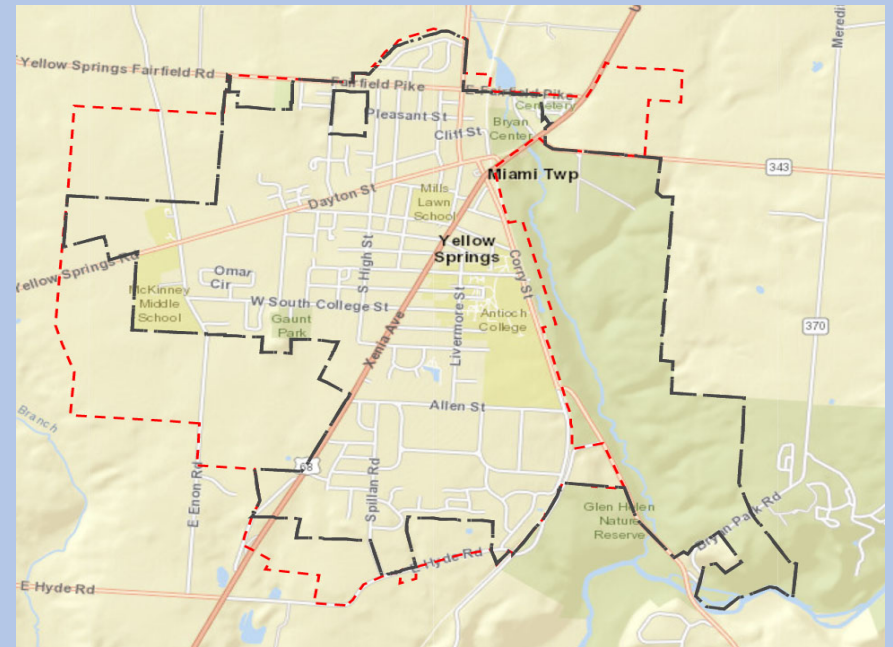 Meredi
Yellow Springs Fairfield Rd
Fairfield Pike
E Fairfield Pike
Cemetery
Pleasant St
Bryan
Center
Cliff St
343
Miami Twp
Dayton St
Mills
Lawn
School
Yellow
Springs
S High St
Corry St
Yellow Springs Rd
Omar
Cir
McKinney
Middle
School
W South College St
Gaunt
Park
Livermore St
Antioch
College
370
Xenia Ave
Allen St
Branch
68
E Enon Rd
Spillan Rd
Glen Helen
Nature
Reserve
Bryan Park Rd
E Hyde Rd
E Hyde Rd